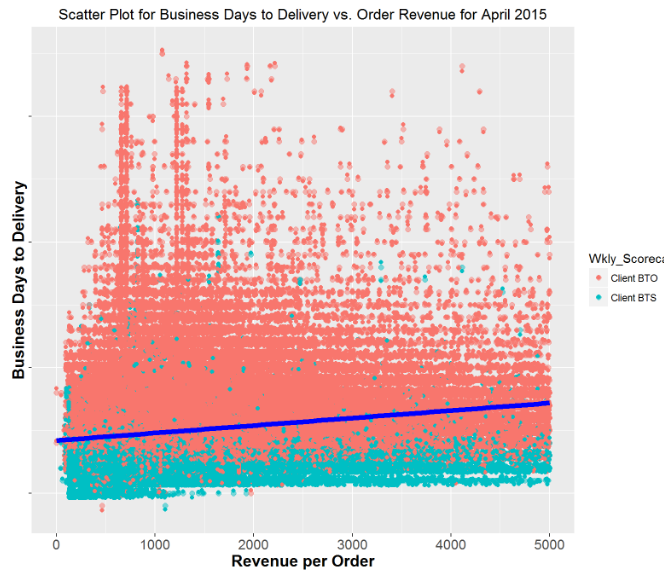 Scatter Plot for Business Days to Delivery vs. Order Revenue for April 2015
Business Days to Delivery
0 1000 2000 3000 4000 5000
Revenue per Order
Wkly_Scoreca
Client BTO
Client BTS